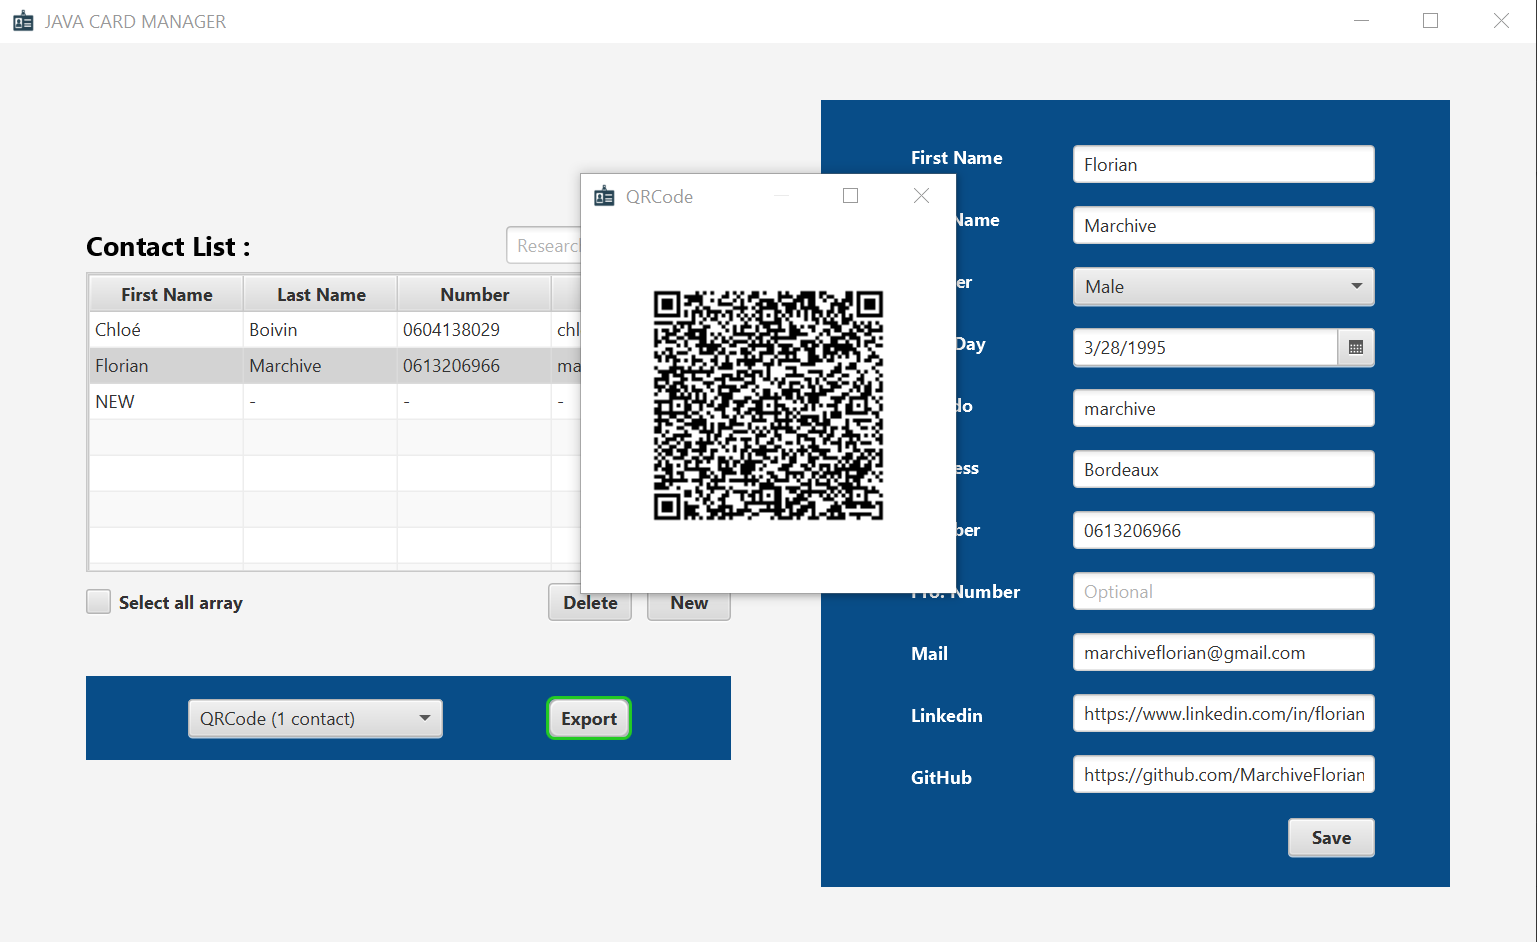 JAVA CARD MANAGER
Contact List :
Researc
First Name Last Name Number
Chloé Boivin 0604138029 chl
Florian Marchive 0613206966 ma
NEW - - -
Select all array
Delete New
QRCode (1 contact) Export
QRCode
First Name Florian
Name Marchive
er Male
Day 3/28/1995
do marchive
ess Bordeaux
ber 0613206966
Pro. Number Optional
Mail marchiveflorian@gmail.com
Linkedin https://www.linkedin.com/in/florian
GitHub https://github.com/MarchiveFlorian
Save